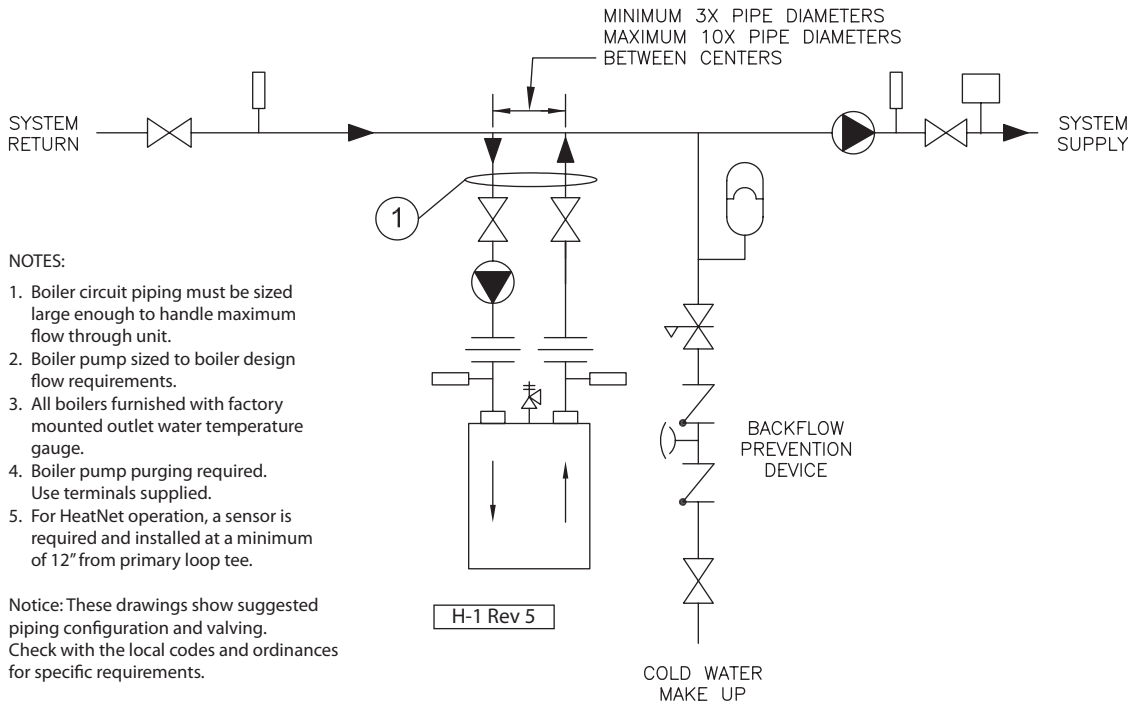 MINIMUM 3X PIPE DIAMETERS
MAXIMUM 10X PIPE DIAMETERS
BETWEEN CENTERS
SYSTEM
RETURN
SYSTEM
SUPPLY
1
NOTES:
1. Boiler circuit piping must be sized
large enough to handle maximum
flow through unit.
2. Boiler pump sized to boiler design
flow requirements.
3. All boilers furnished with factory
mounted outlet water temperature
gauge.
4. Boiler pump purging required.
Use terminals supplied.
5. For HeatNet operation, a sensor is
required and installed at a minimum
of 12" from primary loop tee.
Notice: These drawings show suggested
piping configuration and valving.
Check with the local codes and ordinances
for specific requirements.
BACKFLOW
PREVENTION
DEVICE
H-1 Rev 5
COLD WATER
MAKE UP